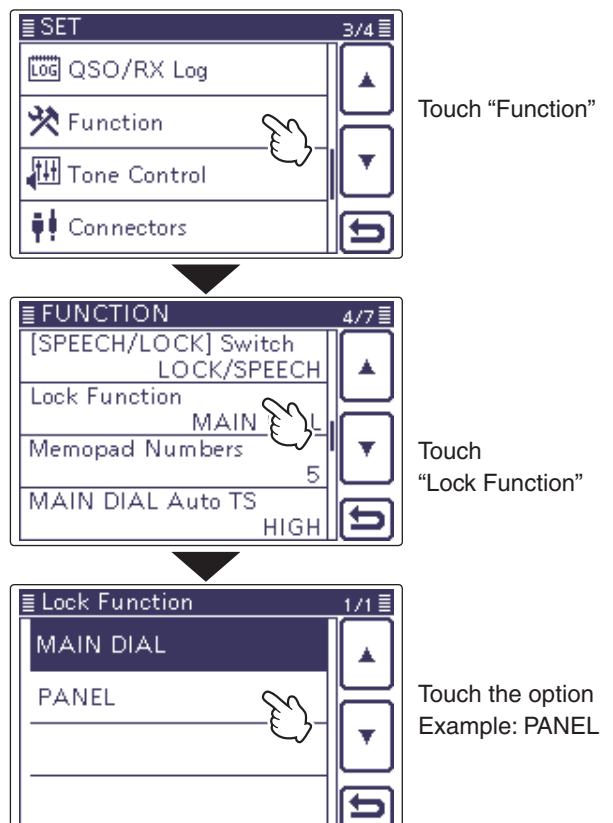 SET 3/4
LOG QSO/RX Log
Function
Tone Control
Connectors
Touch “Function”
FUNCTION 4/7
[SPEECH/LOCK] Switch
LOCK/SPEECH
Lock Function
MAIN
Memopad Numbers
5
MAIN DIAL Auto TS
HIGH
Touch
“Lock Function”
Lock Function 1/1
MAIN DIAL
PANEL
Touch the option
Example: PANEL